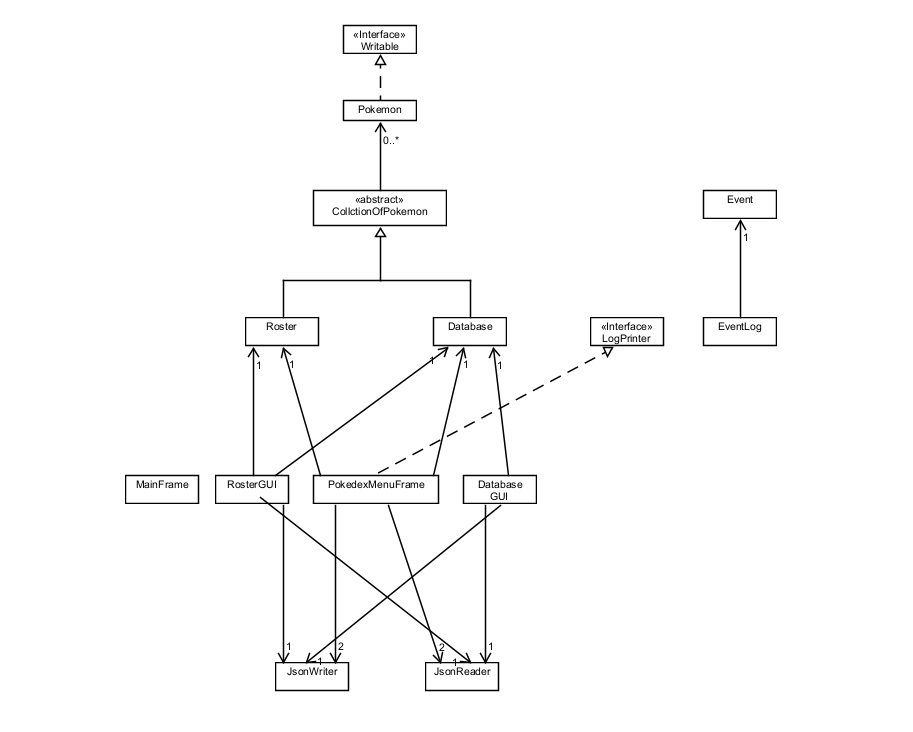 «Interface»
Writable
Pokemon
0..*
«abstract»
CollctionOfPokemon
Event
1
Roster
Database
«Interface»
LogPrinter
EventLog
1
1
1
1
1
MainFrame
RosterGUI
PokedexMenuFrame
Database
GUI
1
2
2
1
1
1
JsonWriter
JsonReader